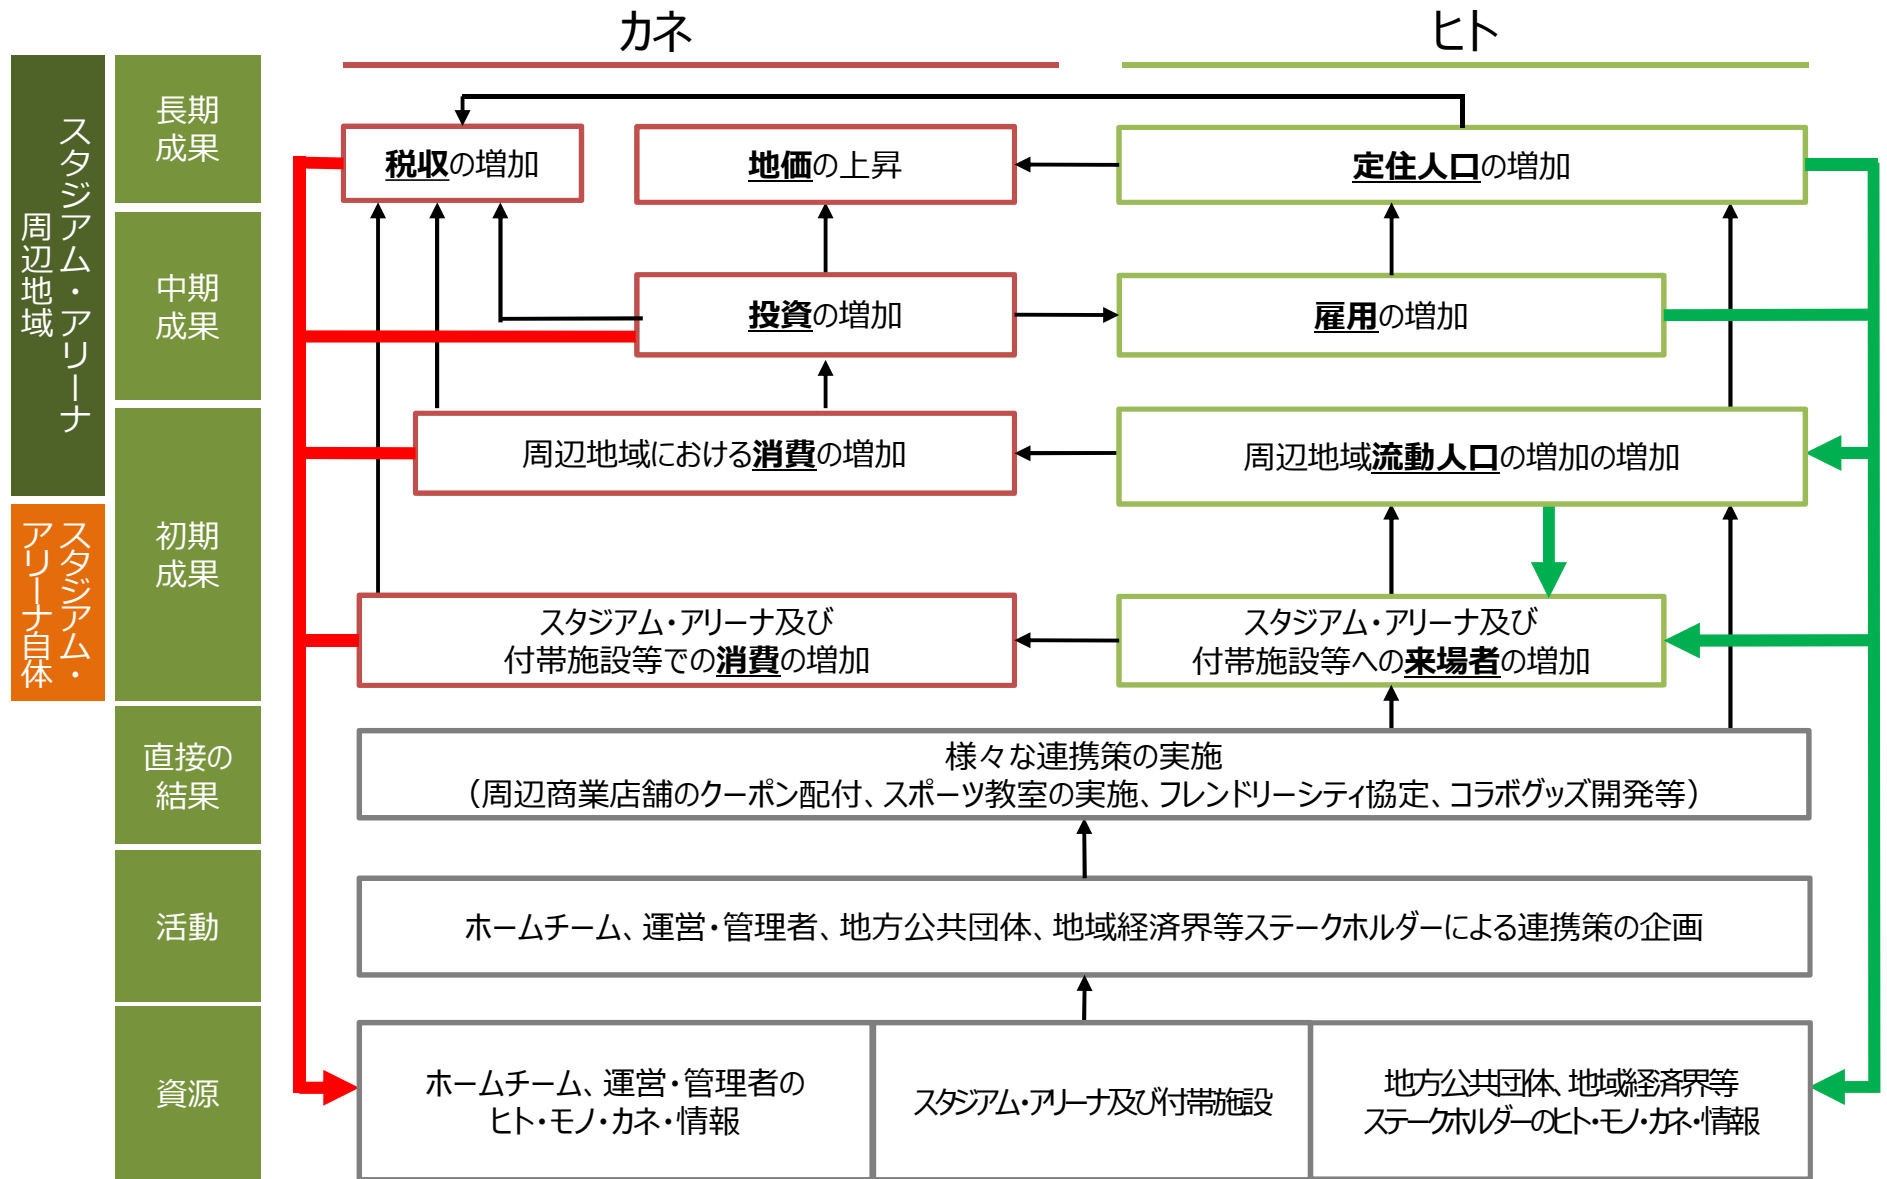 カネ
ヒト
スタジアム・アリーナ
周辺地域
スタジアム・
アリーナ自体
長期
成果
税収の増加
地価の上昇
定住人口の増加
中期
成果
投資の増加
雇用の増加
初期
成果
周辺地域における消費の増加
周辺地域流動人口の増加の増加
スタジアム・アリーナ及び
付帯施設等での消費の増加
スタジアム・アリーナ及び
付帯施設等への来場者の増加
直接の
結果
様々な連携策の実施
（周辺商業店舗のクーポン配付、スポーツ教室の実施、フレンドリーシティ協定、コラボグッズ開発等）
活動
ホームチーム、運営・管理者、地方公共団体、地域経済界等ステークホルダーによる連携策の企画
資源
ホームチーム、運営・管理者の
ヒト・モノ・カネ・情報
スタジアム・アリーナ及び付帯施設
地方公共団体、地域経済界等
ステークホルダーのヒト・モノ・カネ・情報